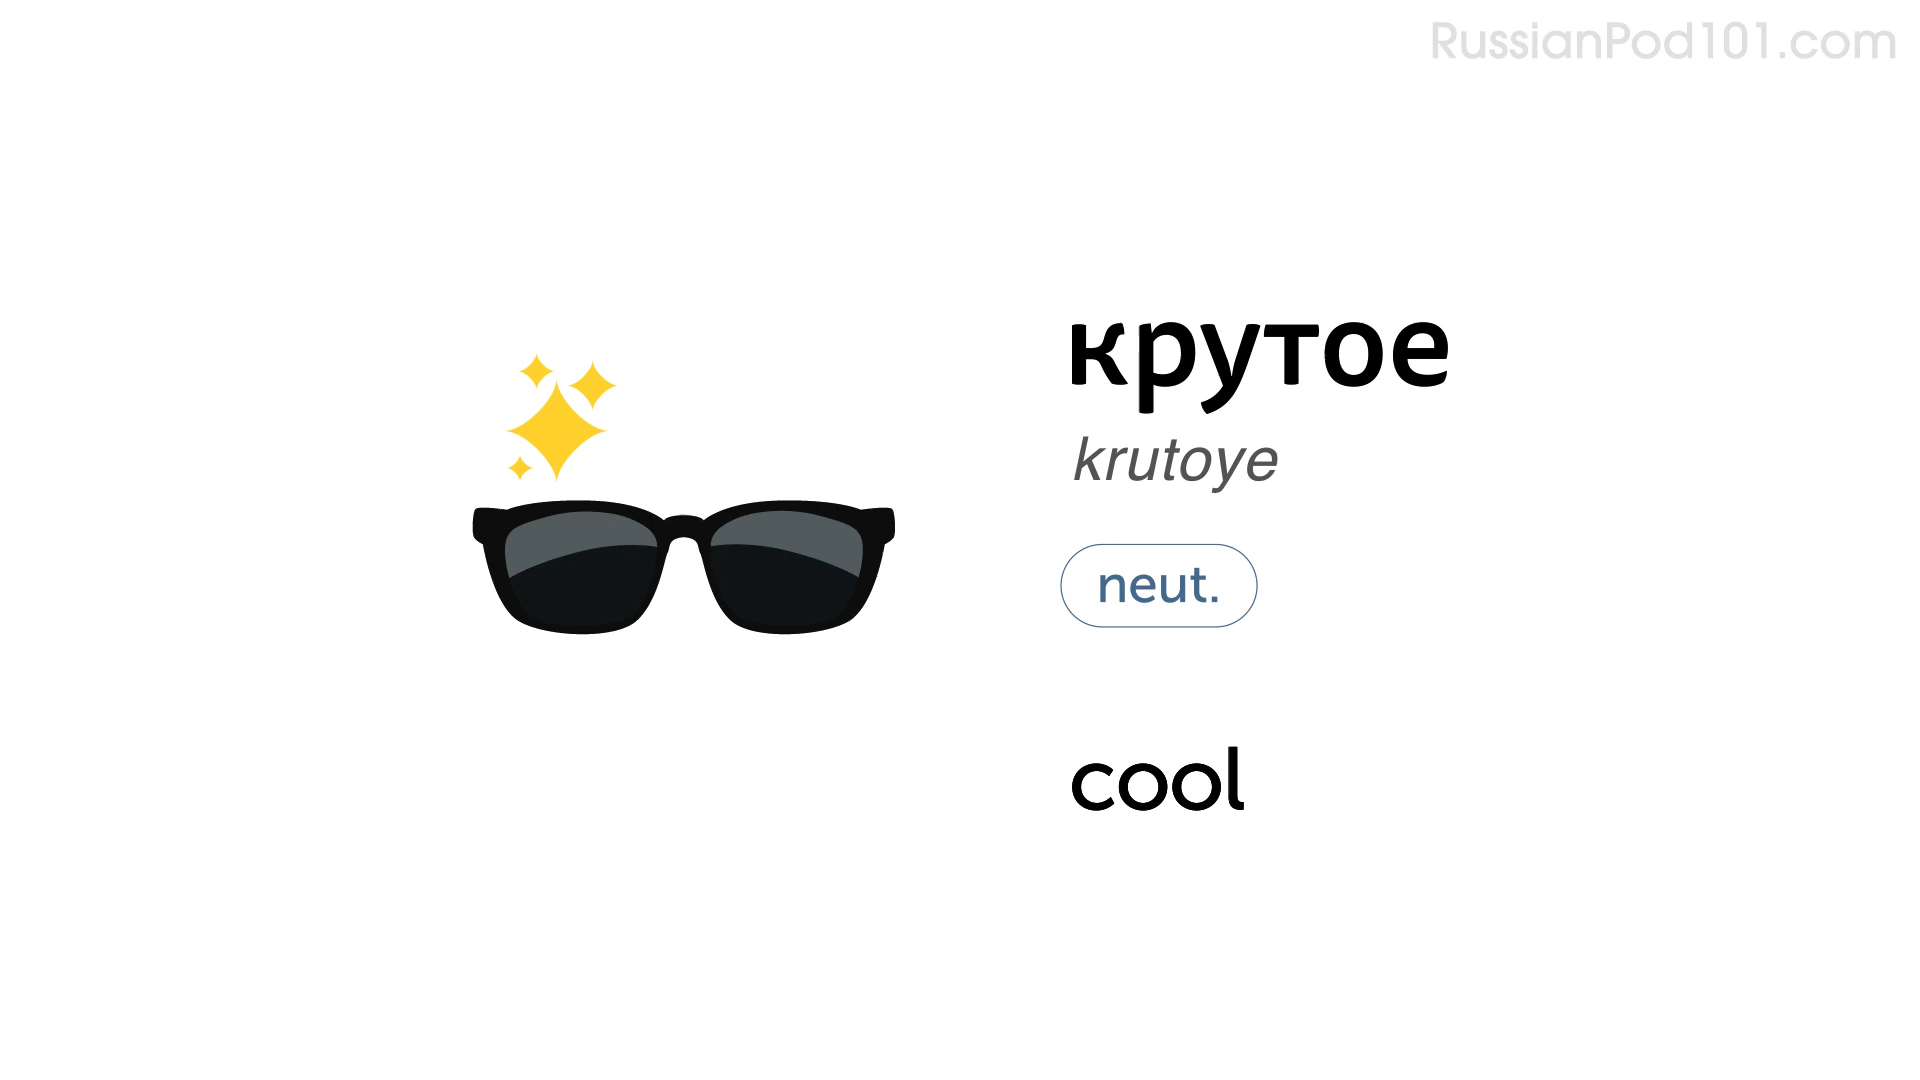 RussianPod101.com
крутое
krutoye
neut.
cool